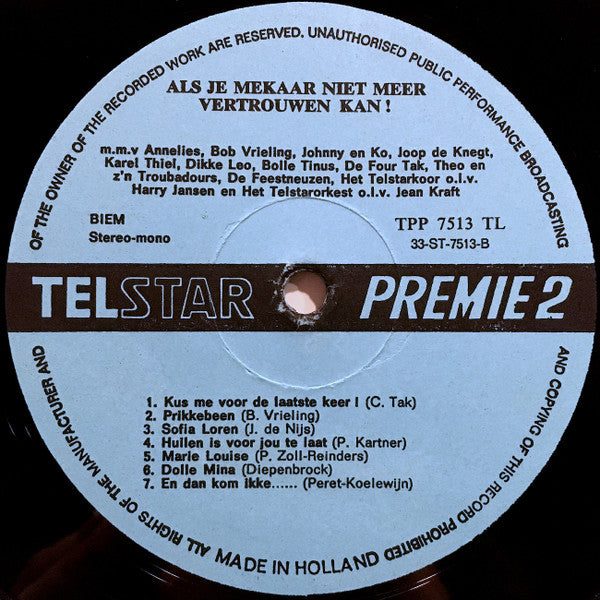 OF THE OWNER OF THE RECORDED WORK ARE RESERVED. UNAUTHORISED PUBLIC PERFORMANCE BROADCASTING
ALS JE MEKAAR NIET MEER
VERTROUWEN KAN!
m.m.v Annelies, Bob Vrieling, Johnny en Ko, Joop de Knegt,
Karel Thiel, Dikke Leo, Bolle Tinus, De Four Tak, Theo en
z'n Troubadours, De Feestneuzen, Het Telstarkoor o.l.v.
Harry Jansen en Het Telstarorkest o.l.v. Jean Kraft
BIEM
Stereo-mono
TPP 7513 TL
33-ST-7513-B
TELSTAR PREMIE 2
1. Kus me voor de laatste keer! (C. Tak)
2. Prikkebeen (B. Vrieling)
3. Sofia Loren (J. de Nijs)
4. Huilen is voor jou te laat (P. Kartner)
5. Marie Louise (P. Zoll-Reinders)
6. Dolle Mina (Diepenbrock)
7. En dan kom ikke...... (Peret-Koelewijn)
AND COPYING OF THIS RECORD PROHIBITED
ALL RIGHTS OF THE MANUFACTURER AND
MADE IN HOLLAND